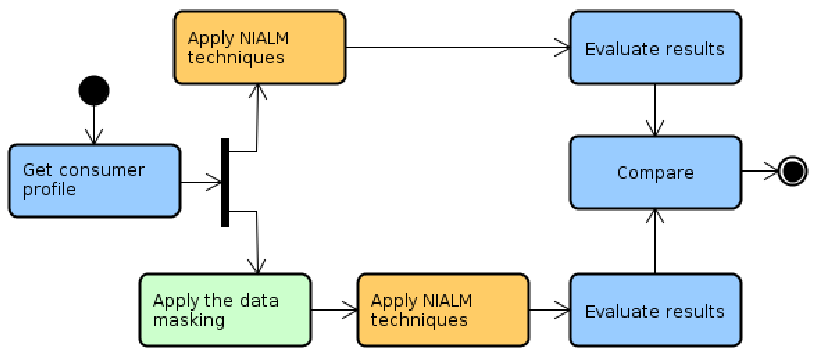 Apply NIALM
techniques
Evaluate results
Get consumer
profile
Compare
Apply the data
masking
Apply NIALM
techniques
Evaluate results